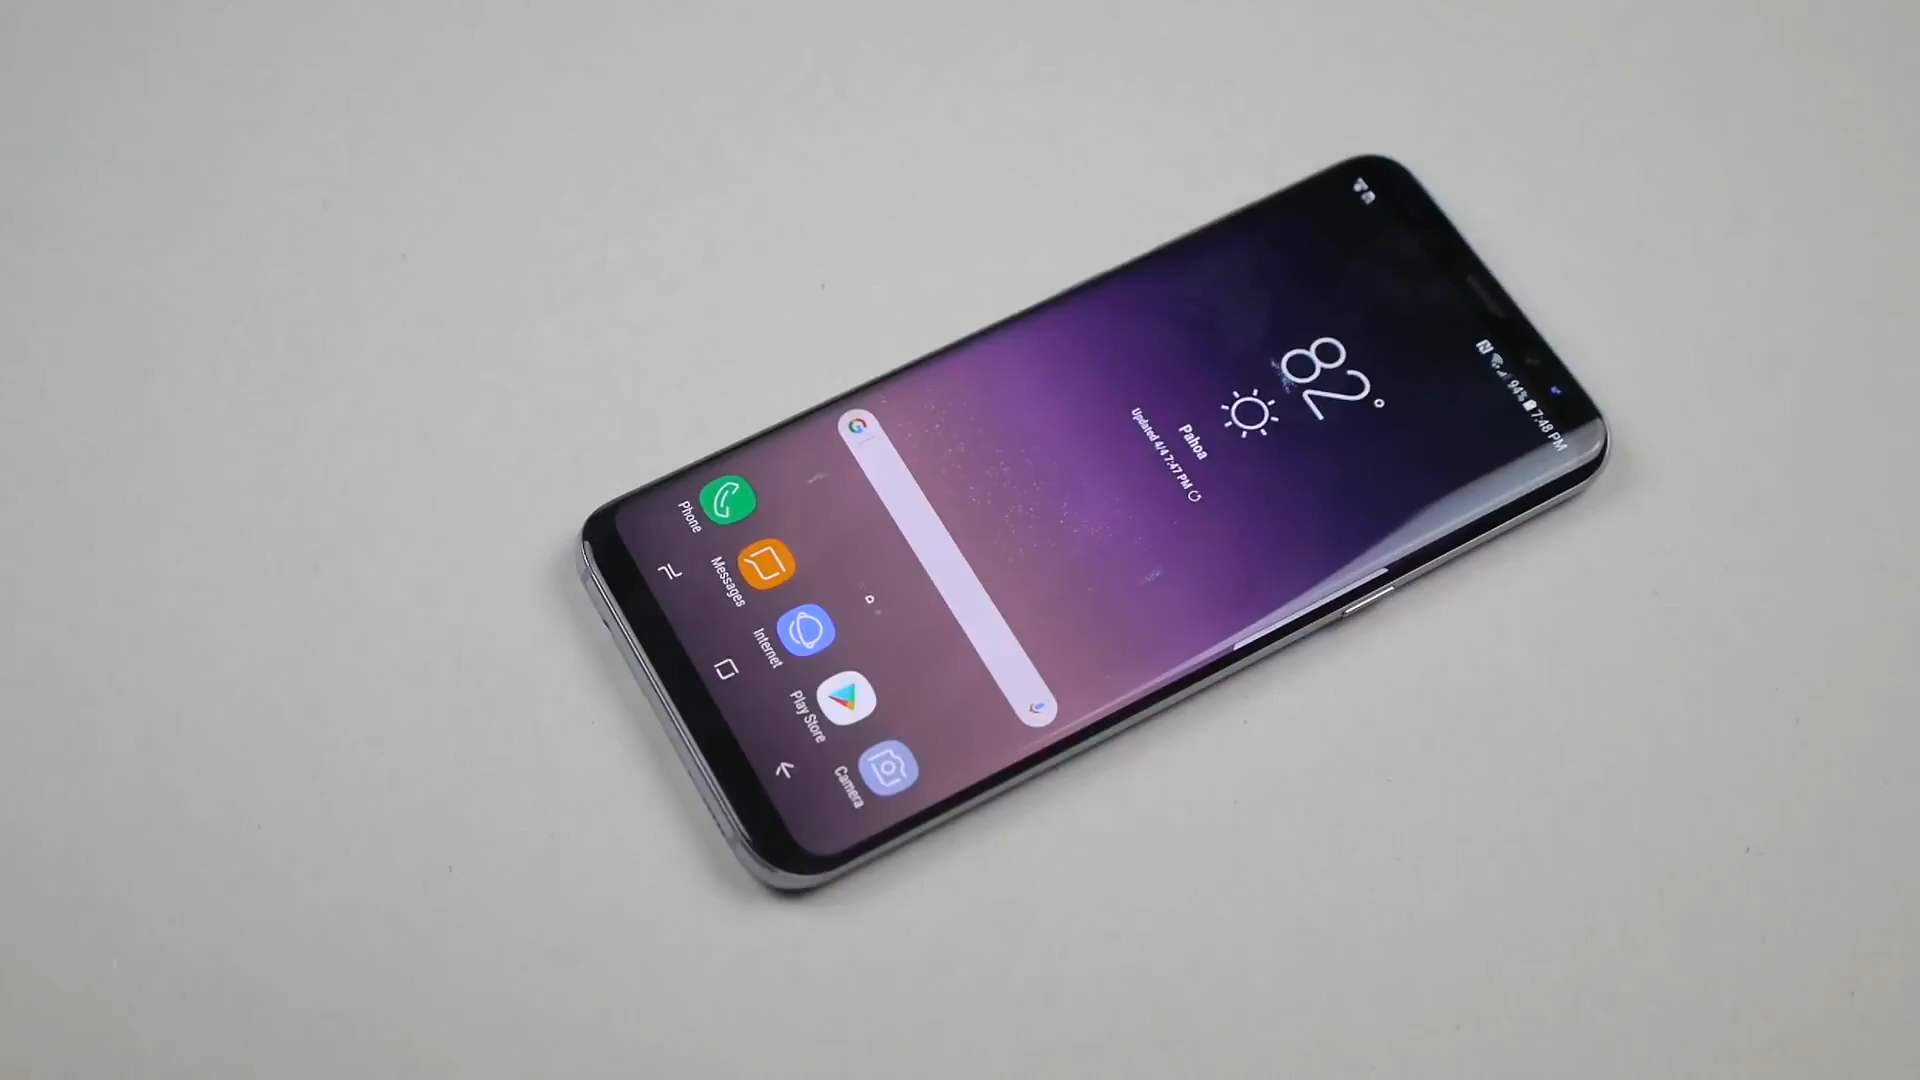 94% 7:48 PM
82°
Pahoa
Updated 4/4 7:47 PM
G
Phone
Messages
Internet
Play Store
Camera